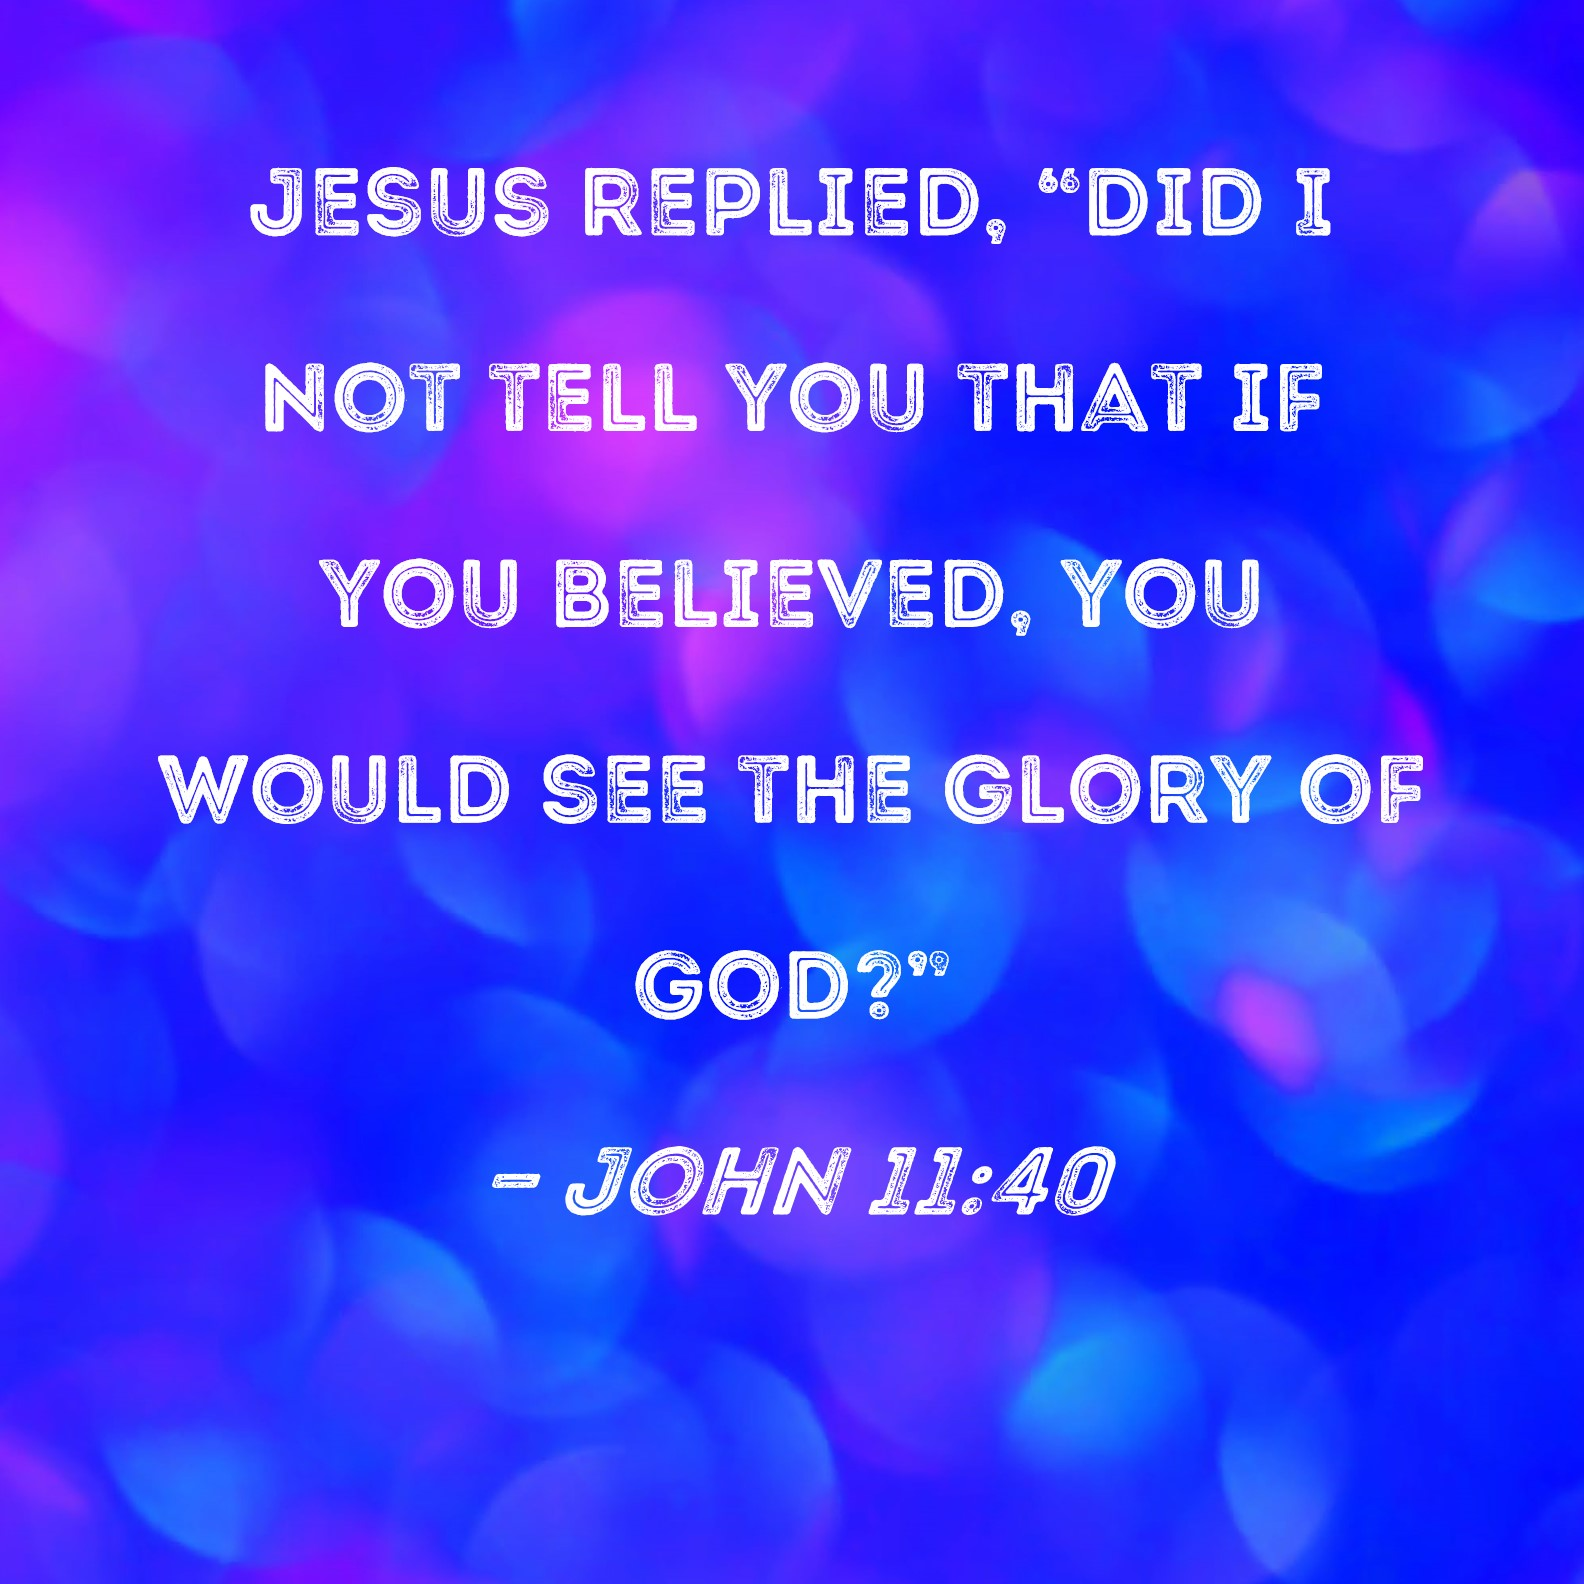 JESUS REPLIED, “DID I
NOT TELL YOU THAT IF
YOU BELIEVED, YOU
WOULD SEE THE GLORY OF
GOD?”
- JOHN 11:40